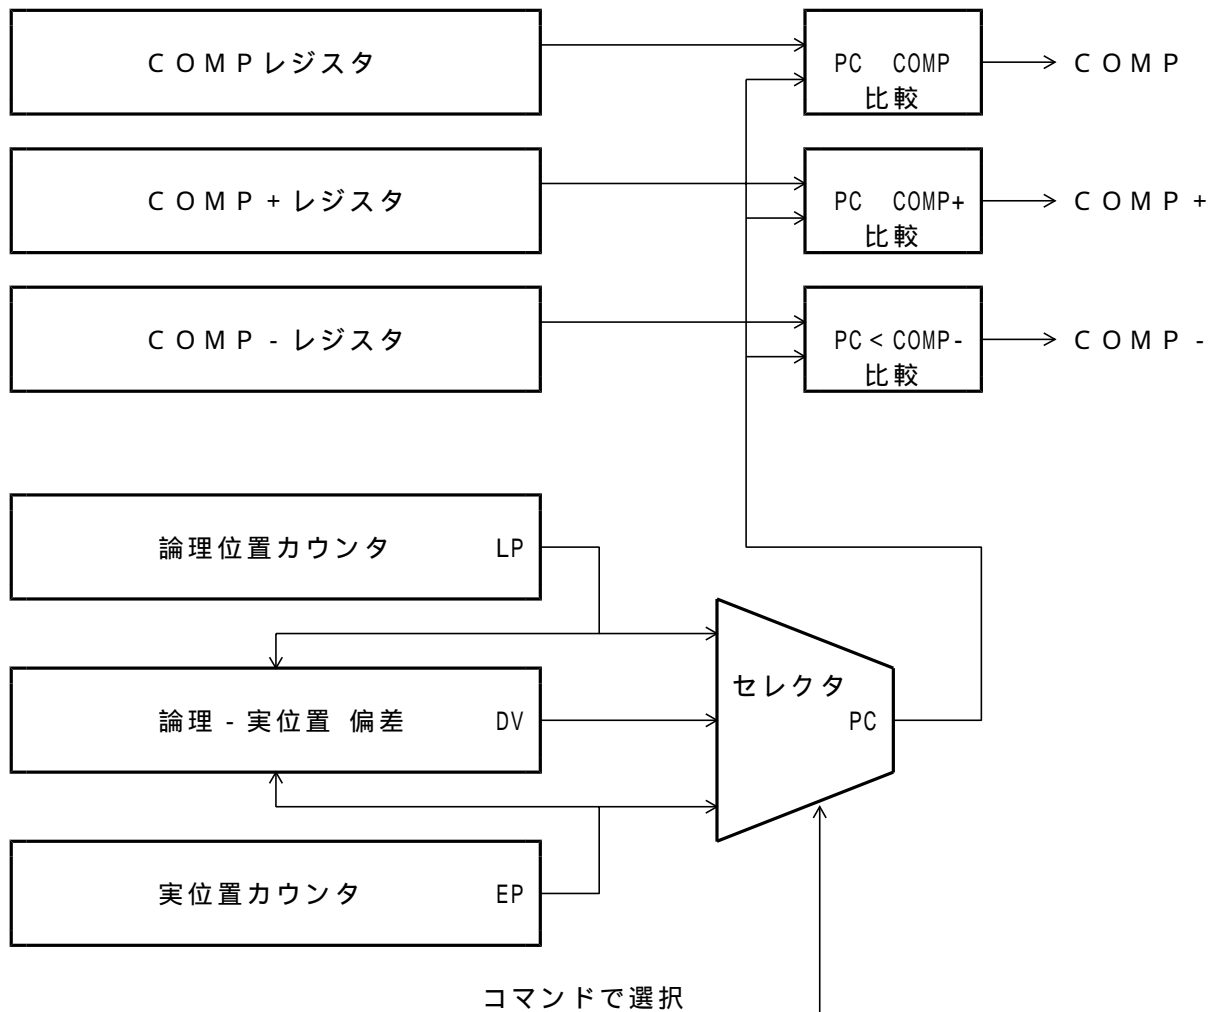 ＣＯＭＰレジスタ
PC　COMP
比較
ＣＯＭＰ
ＣＯＭＰ+レジスタ
PC　COMP+
比較
ＣＯＭＰ+
ＣＯＭＰ-レジスタ
PC<COMP-
比較
ＣＯＭＰ-
論理位置カウンタ LP
セレクタ
論理-実位置 偏差 DV
PC
実位置カウンタ EP
コマンドで選択